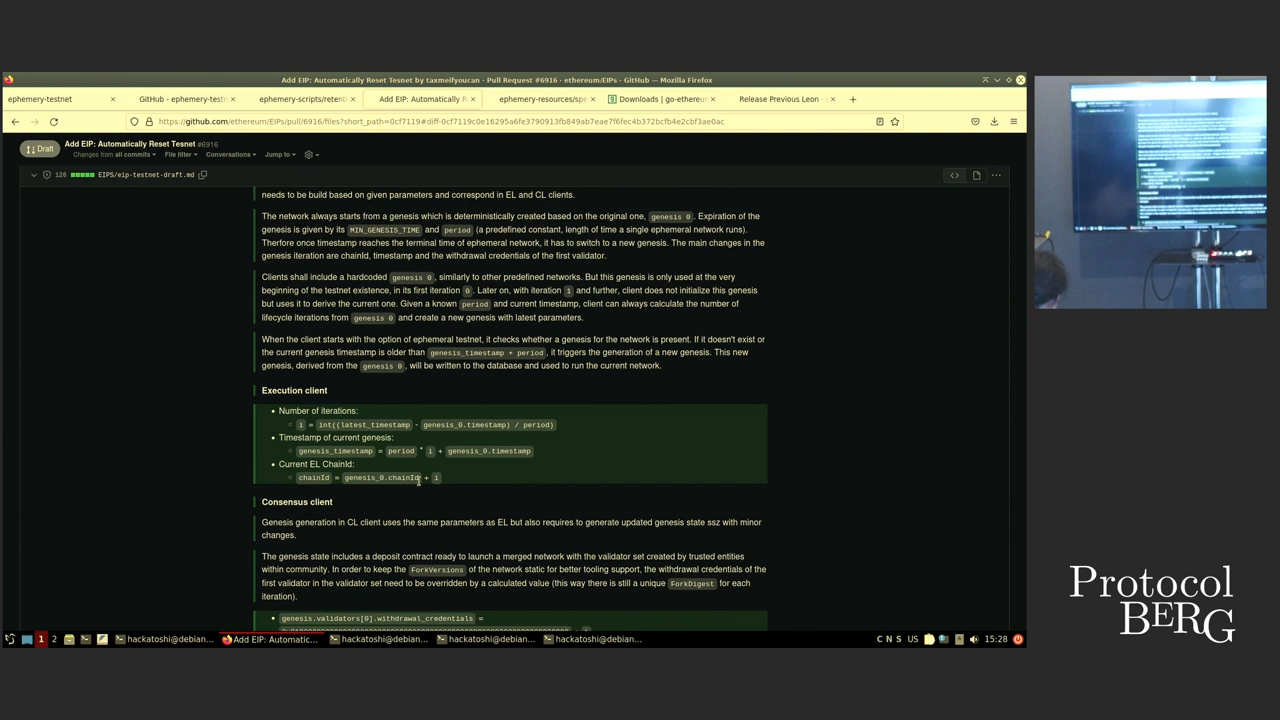 Add EIP: Automatically Reset Tesnet by taxmeifyoucan · Pull Request #6916 · ethereum/EIPs · GitHub — Mozilla Firefox
ephemery-testnet
GitHub - ephemery-testn
ephemery-scripts/retenti
Add EIP: Automatically R
ephemery-resources/spe
Downloads | go-ethereum
Release Previous Leon
https://github.com/ethereum/EIPs/pull/6916/files?short_path=0cf7119#diff-0cf7119c0e16295a6fe3790913fb849ab7eae7f6fec4b372bcfb4e2cbf3ae0ac
Draft
Add EIP: Automatically Reset Tesnet #6916
Changes from all commits
File filter
Conversations
Jump to
126
EIPS/eip-testnet-draft.md
needs to be build based on given parameters and correspond in EL and CL clients.
The network always starts from a genesis which is deterministically created based on the original one, genesis 0. Expiration of the
genesis is given by its MIN_GENESIS_TIME and period (a predefined constant, length of time a single ephemeral network runs).
Therfore once timestamp reaches the terminal time of ephemeral network, it has to switch to a new genesis. The main changes in
the genesis are chainId, timestamp and the withdrawal credentials of the first validator.
Clients shall include a hardcoded genesis 0, similarly to other predefined networks. But this genesis is only used at the very
beginning of the testnet existence, in its first iteration 0. Later on, with iteration 1 and further, client does not initialize this genesis
but uses it to derive the current one. Given a known period and current timestamp, client can always calculate the number of
lifecycle iterations from genesis 0 and create a new genesis with latest parameters.
When the client starts with the option of ephemeral testnet, it checks whether a genesis for the network is present. If it doesn't exist or
the current genesis timestamp is older than genesis_timestamp + period, it triggers the generation of a new genesis. This new
genesis, derived from the genesis 0, will be written to the database and used to run the current network.
Execution client
• Number of iterations:
○ i = int((latest_timestamp - genesis_0.timestamp) / period)
• Timestamp of current genesis:
○ genesis_timestamp = period * i + genesis_0.timestamp
• Current EL ChainId:
○ chainId = genesis_0.chainId + i
Consensus client
Genesis generation in CL client uses the same parameters as EL but also requires to generate updated genesis state ssz with minor
changes.
The genesis state includes a deposit contract ready to launch a merged network with the validator set created by trusted entities
within community. In order to keep the ForkVersions of the network static for better tooling support, the withdrawal credentials of the
first validator in the validator set need to be overridden by a calculated value (this way there is still a unique ForkDigest for each
iteration).
• genesis.validators[0].withdrawal_credentials =
1
2
hackatoshi@debian...
Add EIP: Automatic...
hackatoshi@debian...
hackatoshi@debian...
hackatoshi@debian...
C N S US
15:28
Protocol
BERG